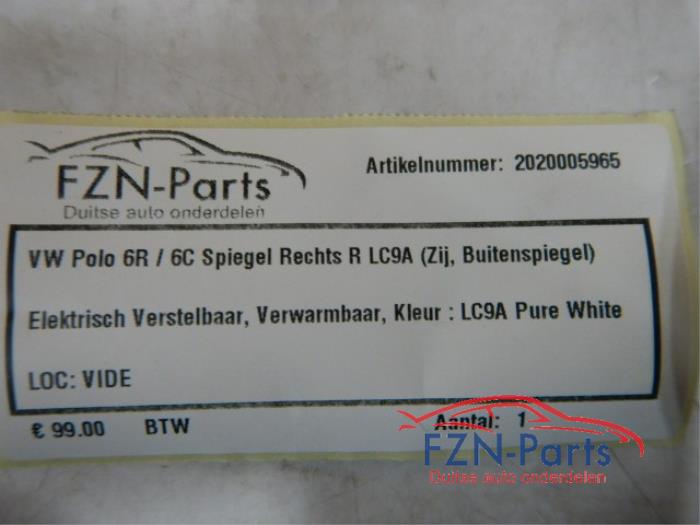 FZN-Parts
Duitse auto onderdelen
Artikelnummer: 2020005965
VW Polo 6R / 6C Spiegel Rechts R LC9A (Zij, Buitenspiegel)
Elektrisch Verstelbaar, Verwarmbaar, Kleur : LC9A Pure White
LOC: VIDE
€ 99.00 BTW Aantal: 1
FZN-Parts
Duitse auto onderdelen